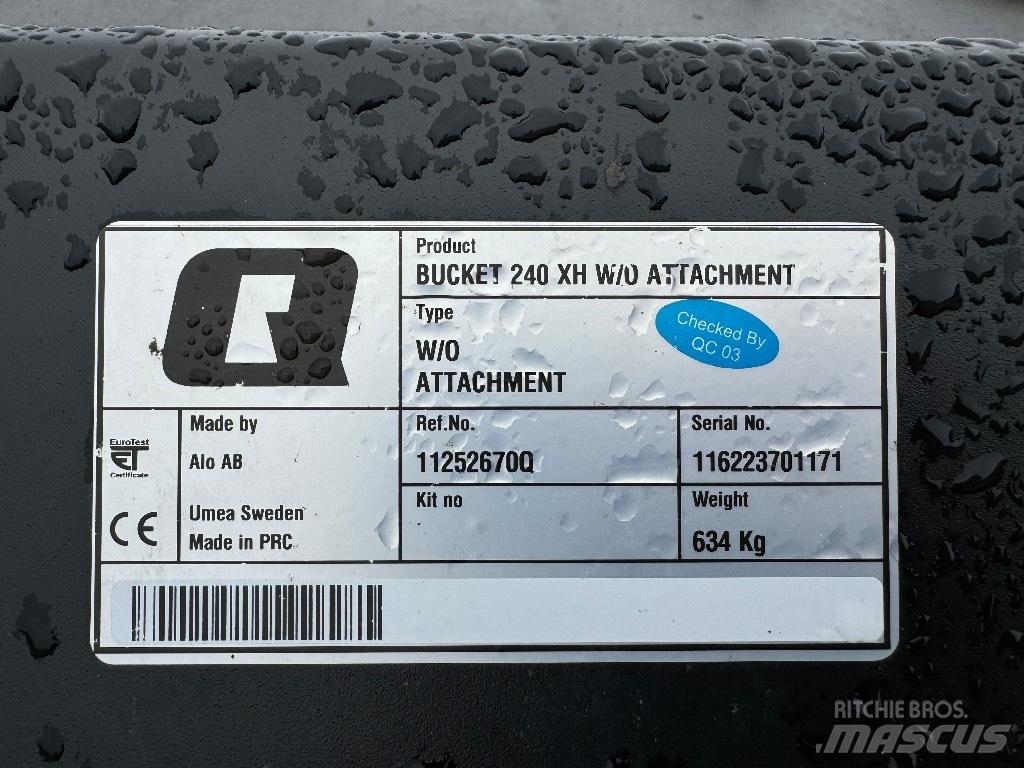 Product
BUCKET 240 XH W/O ATTACHMENT
Type
W/O
ATTACHMENT
Checked By
QC 03
EuroTest
ET
Certificate
CE
Made by
Alo AB
Umea Sweden
Made in PRC
Ref.No.
11252670Q
Serial No.
116223701171
Kit no
Weight
634 Kg
RITCHIE BROS.
MASCUS